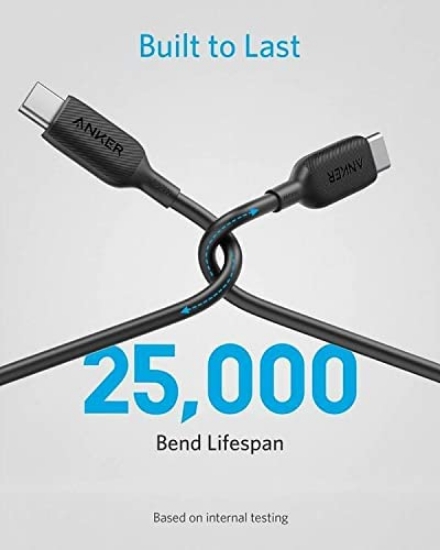 Built to Last
ANKER
ANKER
25,000
Bend Lifespan
Based on internal testing